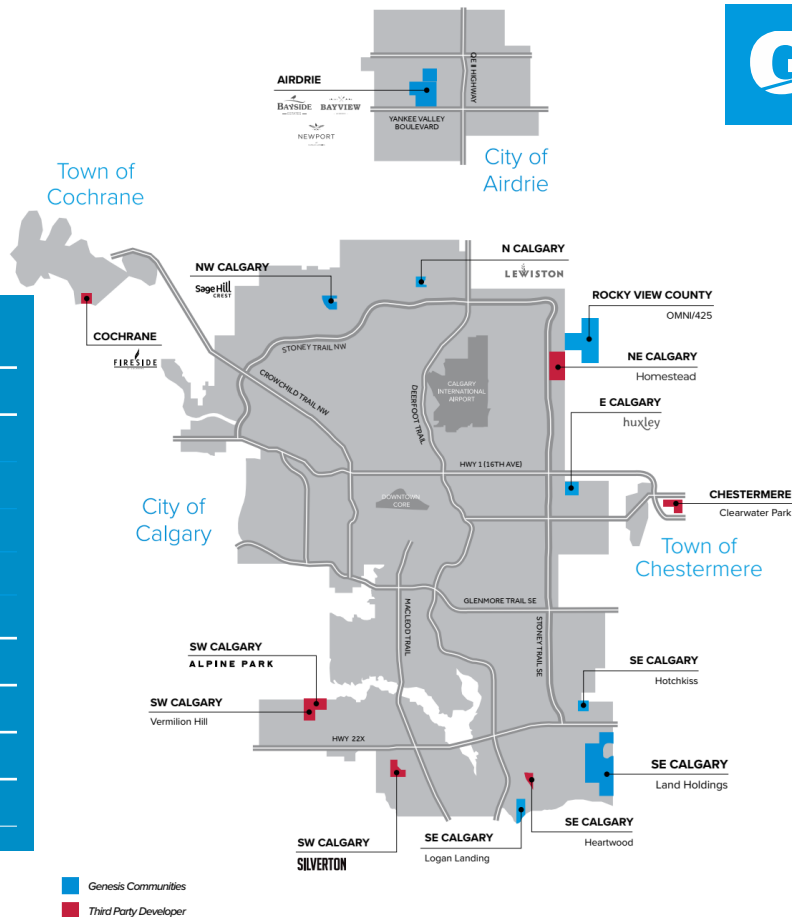 G
AIRDRIE
BAYSIDE
BAYVIEW
NEWPORT
QE II HIGHWAY
YANKEE VALLEY
BOULEVARD
City of
Airdrie
Town of
Cochrane
N CALGARY
LEWISTON
NW CALGARY
Sage Hill
CREST
ROCKY VIEW COUNTY
OMNI/425
COCHRANE
FIRESIDE
STONEY TRAIL NW
NE CALGARY
Homestead
CROWCHILD TRAIL NW
DEERFOOT TRAIL
CALGARY
INTERNATIONAL
AIRPORT
E CALGARY
huxley
HWY 1 (16TH AVE)
City of
Calgary
DOWNTOWN
CORE
CHESTERMERE
Clearwater Park
Town of
Chestermere
MACLEOD TRAIL
GLENMORE TRAIL SE
STONEY TRAIL SE
SW CALGARY
ALPINE PARK
SE CALGARY
Hotchkiss
SW CALGARY
Vermilion Hill
HWY 22X
SE CALGARY
Land Holdings
SW CALGARY
SILVERTON
SE CALGARY
Logan Landing
SE CALGARY
Heartwood
Genesis Communities
Third Party Developer